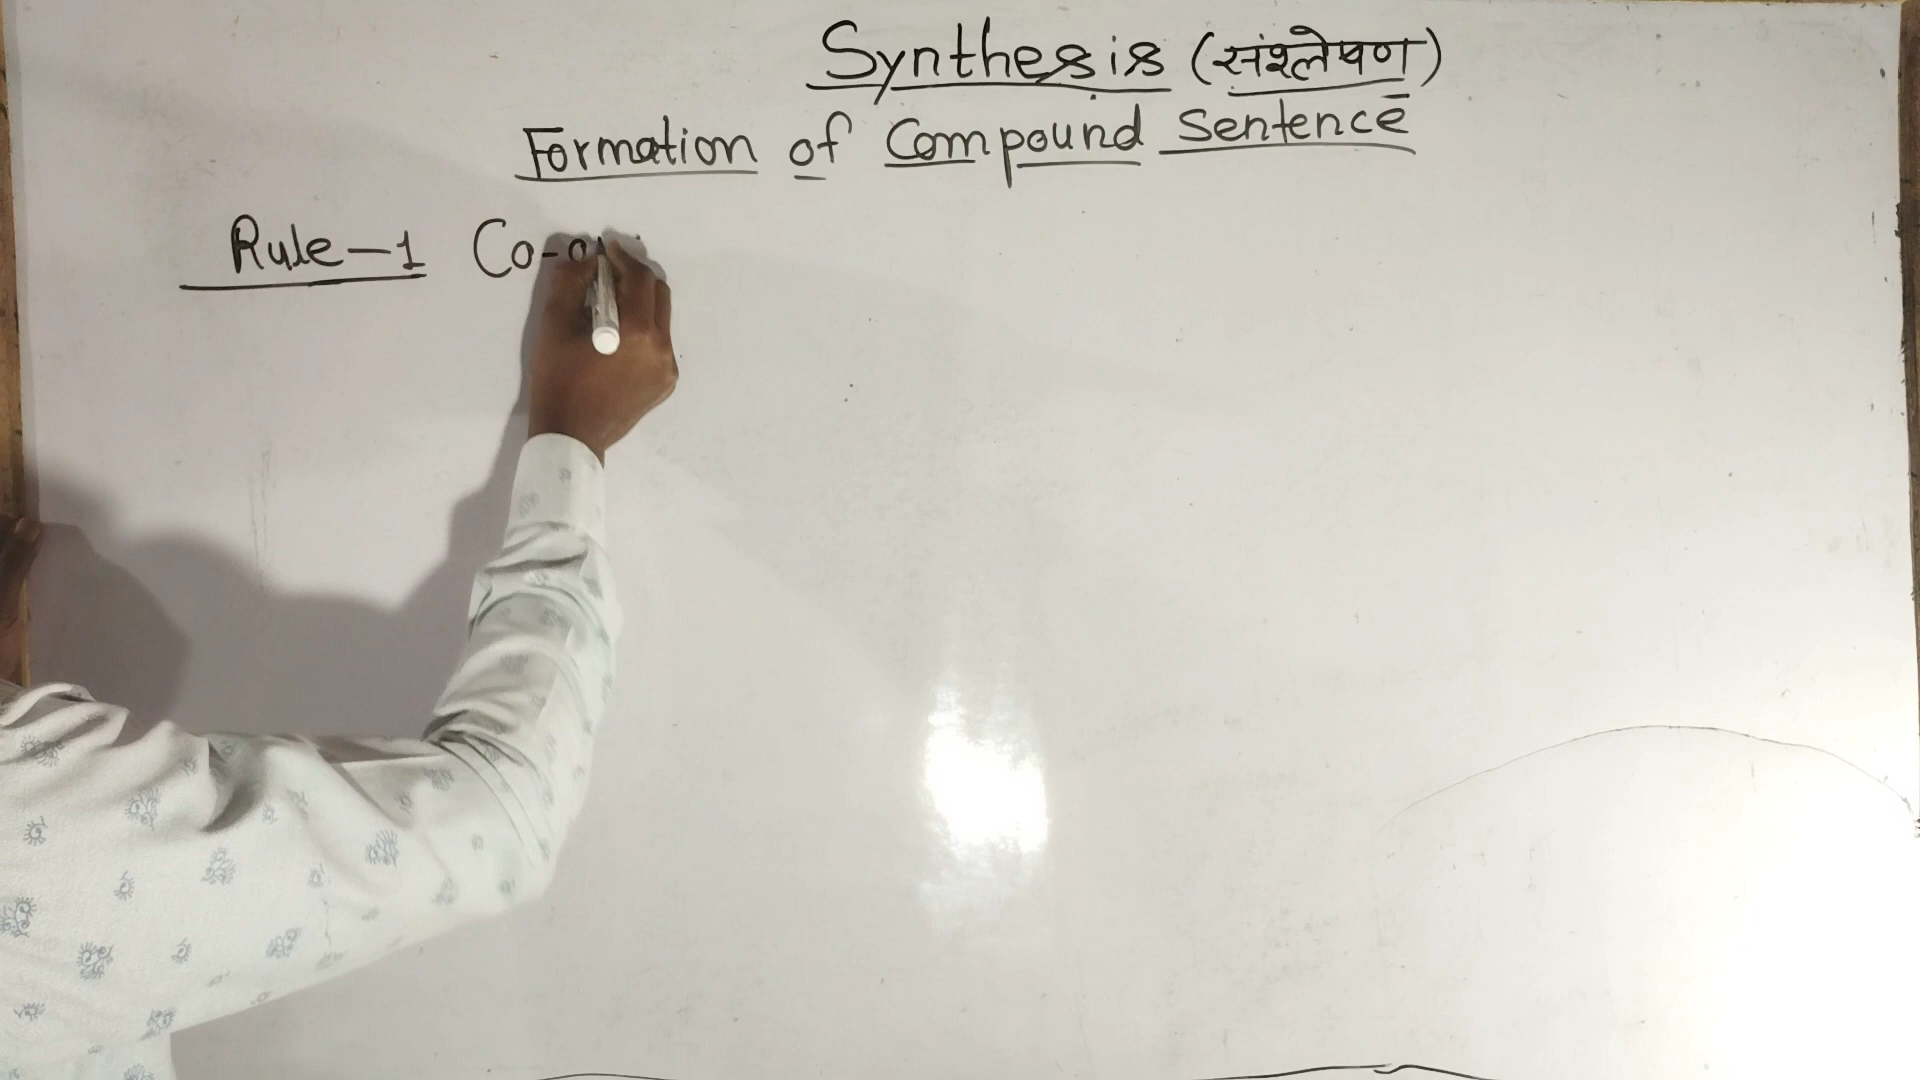 Synthesis (संश्लेषण)
Formation of Compound Sentence
Rule-1 Co-o